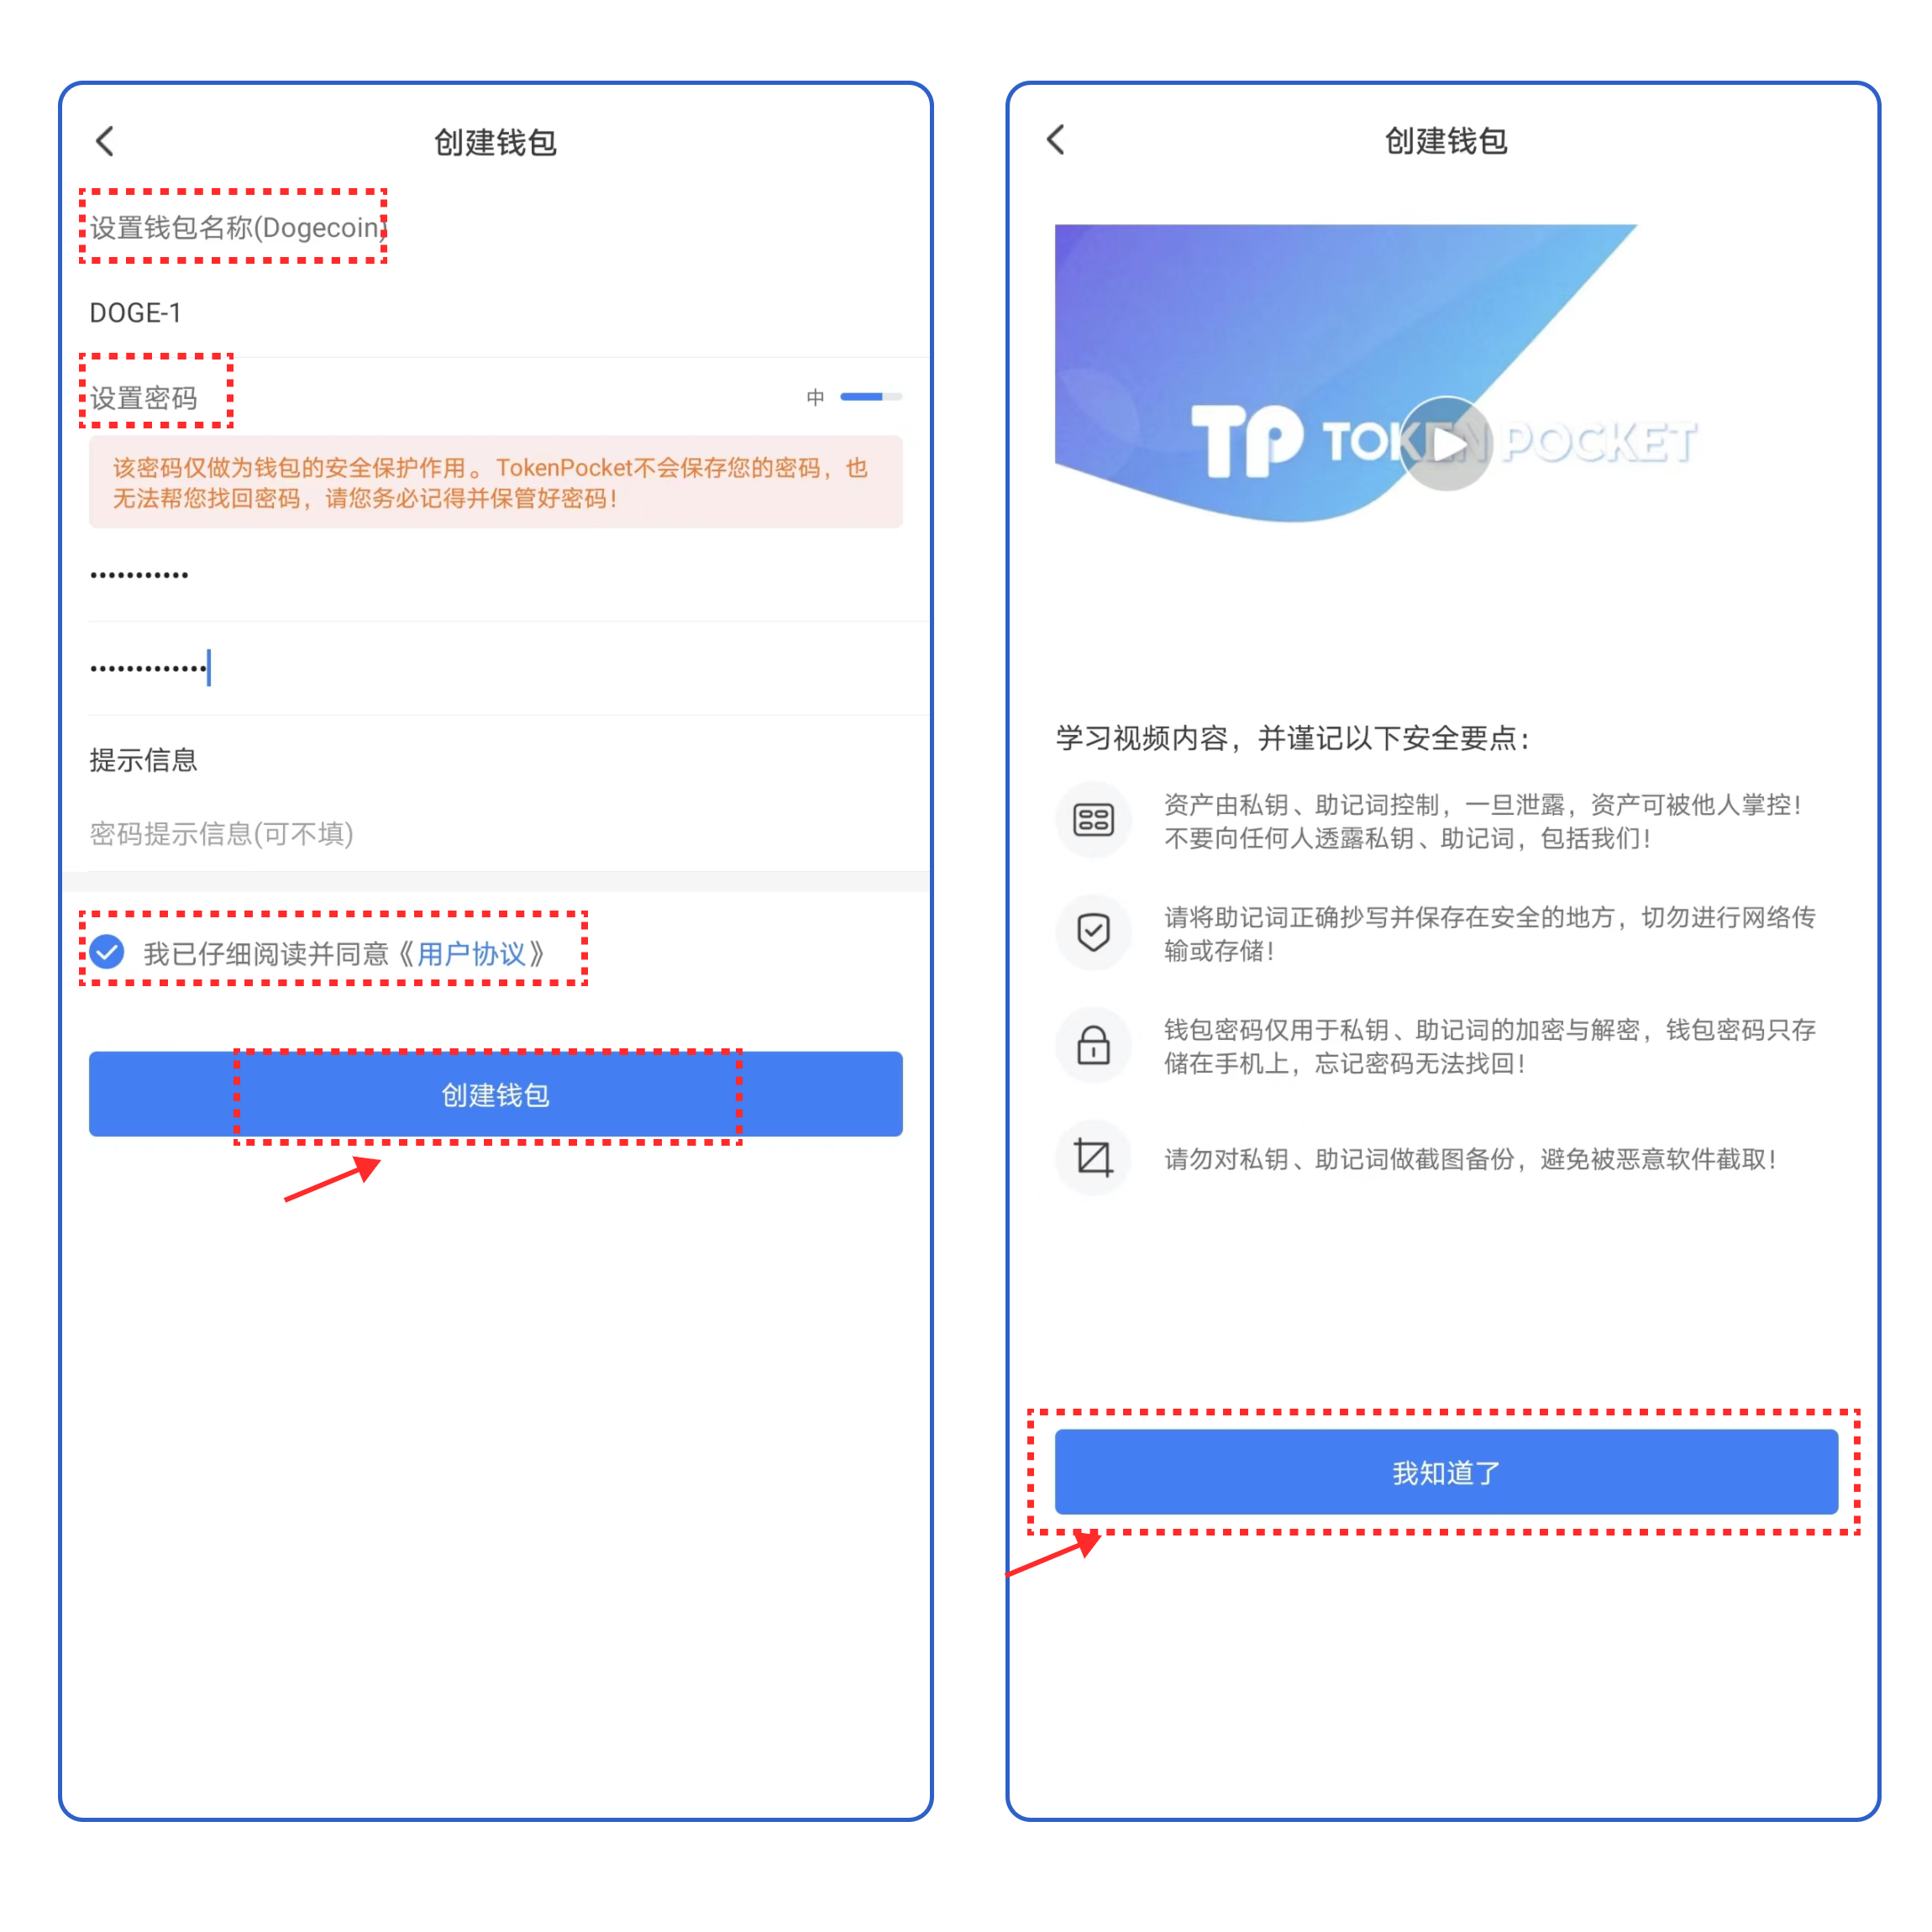 创建钱包
设置钱包名称(Dogecoin)
DOGE-1
设置密码
中
该密码仅做为钱包的安全保护作用。TokenPocket不会保存您的密码，也
无法帮您找回密码，请您务必记得并保管好密码！
•••••••••••
•••••••••••••
提示信息
密码提示信息(可不填)
我已仔细阅读并同意《用户协议》
创建钱包
创建钱包
TP TOKEN POCKET
学习视频内容，并谨记以下安全要点：
资产由私钥、助记词控制，一旦泄露，资产可被他人掌控！
不要向任何人透露私钥、助记词，包括我们！
请将助记词正确抄写并保存在安全的地方，切勿进行网络传
输或存储！
钱包密码仅用于私钥、助记词的加密与解密，钱包密码只存
储在手机上，忘记密码无法找回！
请勿对私钥、助记词做截图备份，避免被恶意软件截取！
我知道了